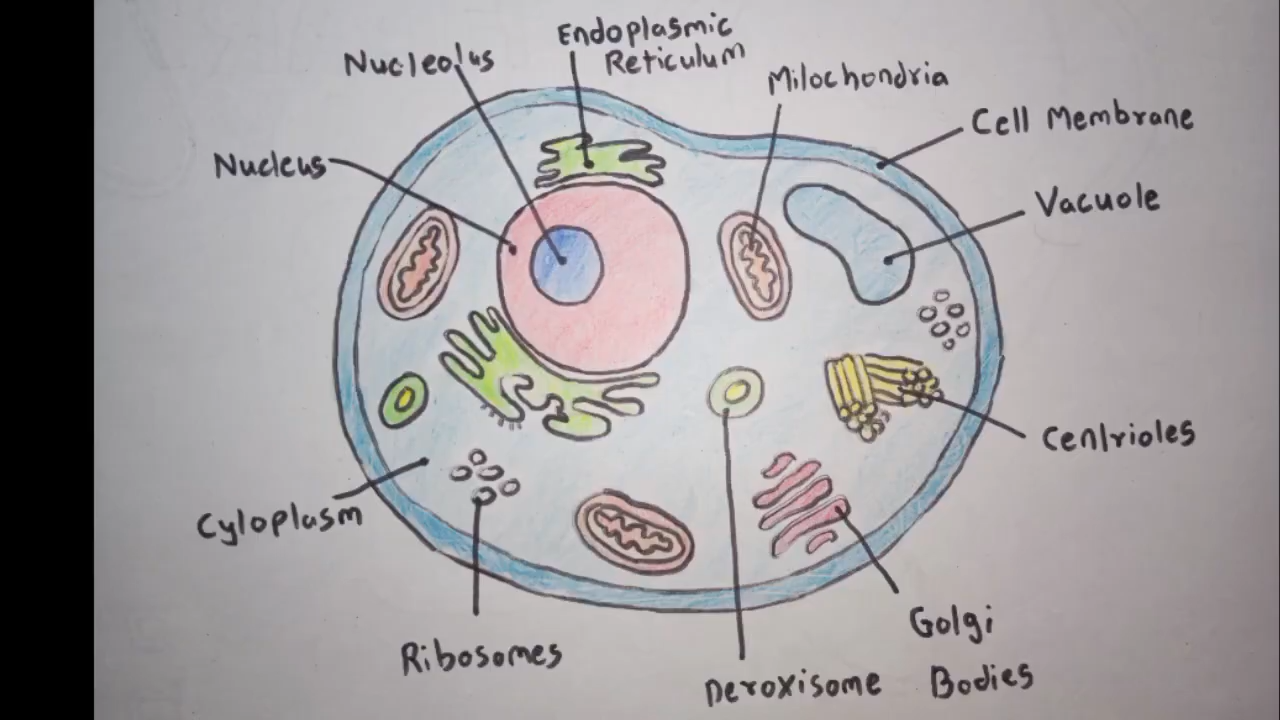 Endoplasmic
Reticulum
Nucleolus
Milochondria
Cell Membrane
Nucleus
Vacuole
Cenlrioles
Cyloplasm
Golgi
Bodies
Ribosomes
Peroxisome